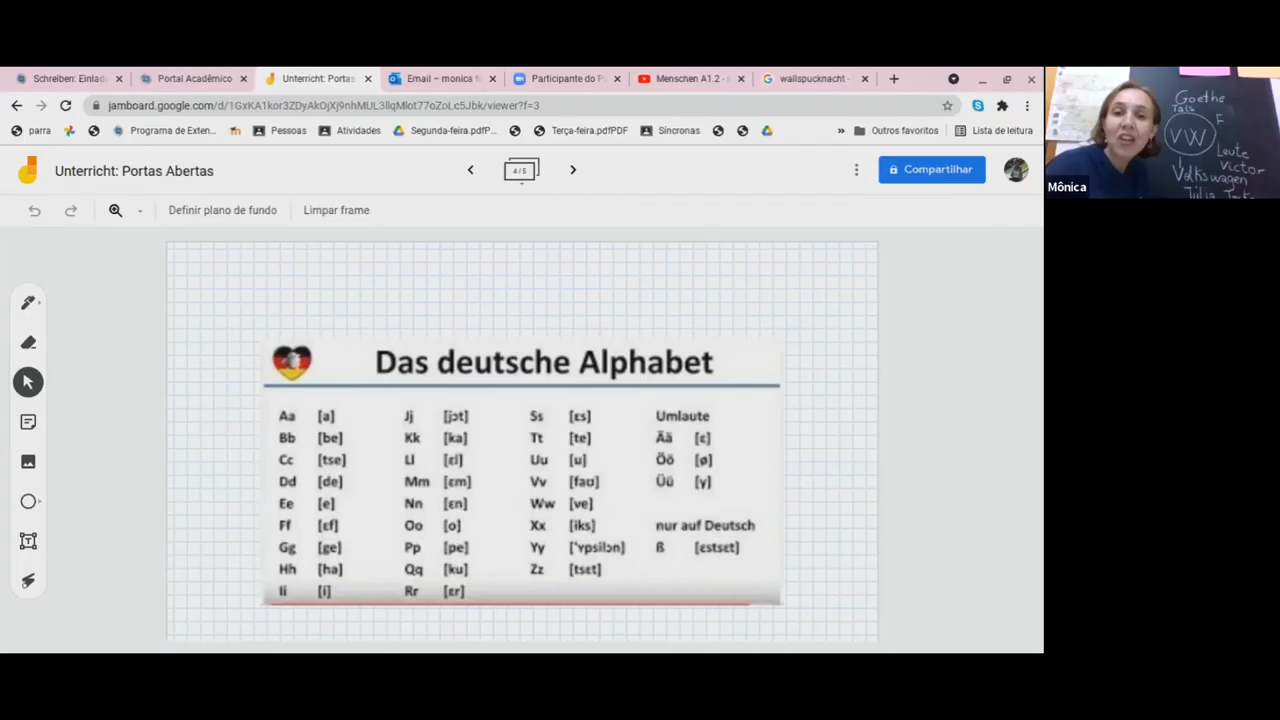 Schreiben: Einlad
Portal Acadêmico
Unterricht: Portas
Email – monica
Participante do P
Menschen A1.2 -
wallspucknacht -
jamboard.google.com/d/1GxKA1kor3ZDyAkOjXj9nhMUL3llqMlot77oZoLc5Jbk/viewer?f=3
parra
Programa de Exten...
Pessoas
Atividades
Segunda-feira.pdfP...
Terça-feira.pdfPDF
Síncronas
»
Outros favoritos
Lista de leitura
Unterricht: Portas Abertas
4/5
Compartilhar
Definir plano de fundo
Limpar frame
Das deutsche Alphabet
Aa [a] Jj [jɔt] Ss [ɛs] Umlaute
Bb [be] Kk [ka] Tt [te] Ää [ɛ]
Cc [tse] Ll [ɛl] Uu [u] Öö [ø]
Dd [de] Mm [ɛm] Vv [faʊ] Üü [y]
Ee [e] Nn [ɛn] Ww [ve]
Ff [ɛf] Oo [o] Xx [iks] nur auf Deutsch
Gg [ge] Pp [pe] Yy ['ʏpsilɔn] ß [ɛstsɛt]
Hh [ha] Qq [ku] Zz [tsɛt]
Ii [i] Rr [ɛr]
Goethe
F
VW
Leute
Victor
Volkswagen
Mônica